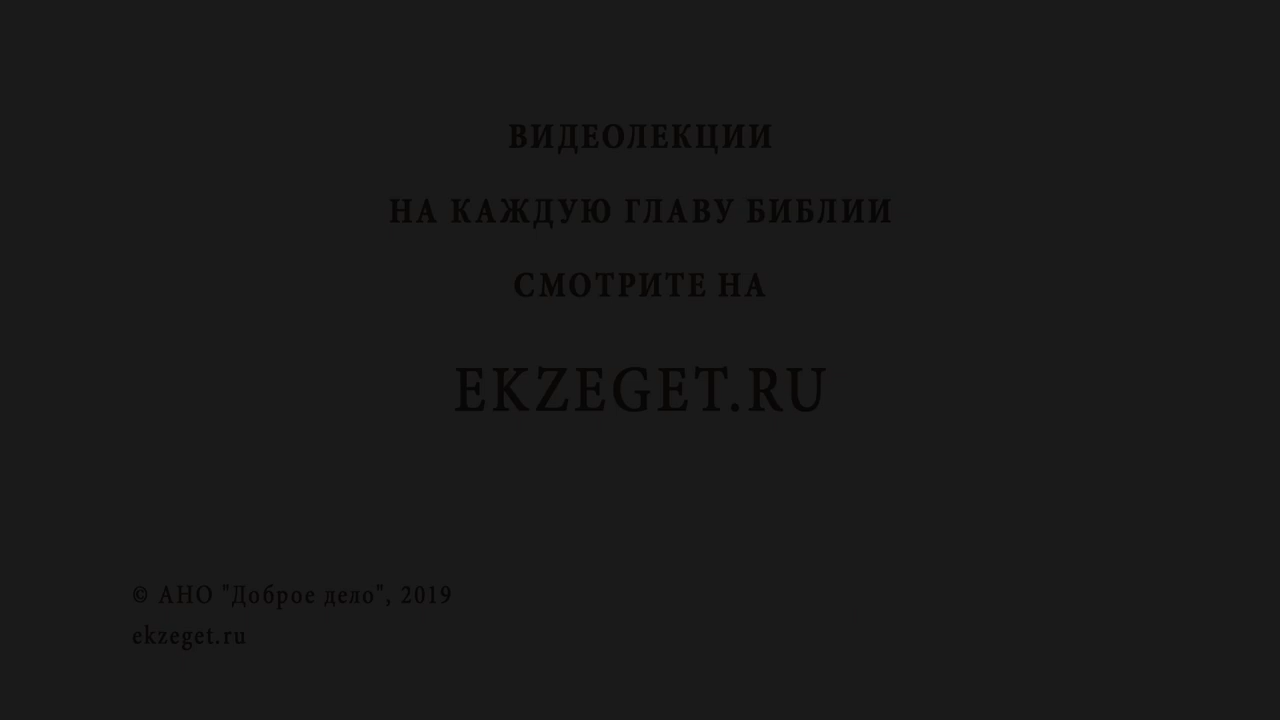 ВИДЕОЛЕКЦИИ
НА КАЖДУЮ ГЛАВУ БИБЛИИ
СМОТРИТЕ НА
EKZEGET.RU
© АНО "Доброе дело", 2019
ekzeget.ru